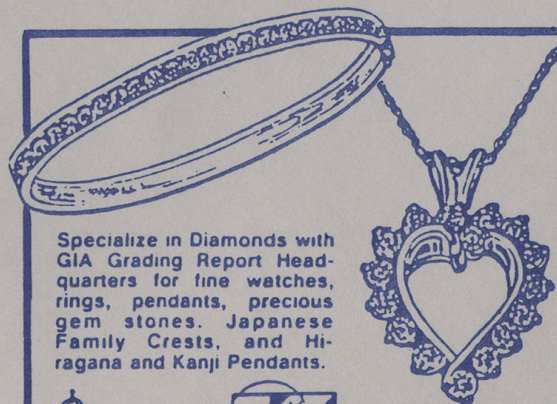 Specialize in Diamonds with
GIA Grading Report Head-
quarters for fine watches,
rings, pendants, precious
gem stones. Japanese
Family Crests, and Hi-
ragana and Kanji Pendants.